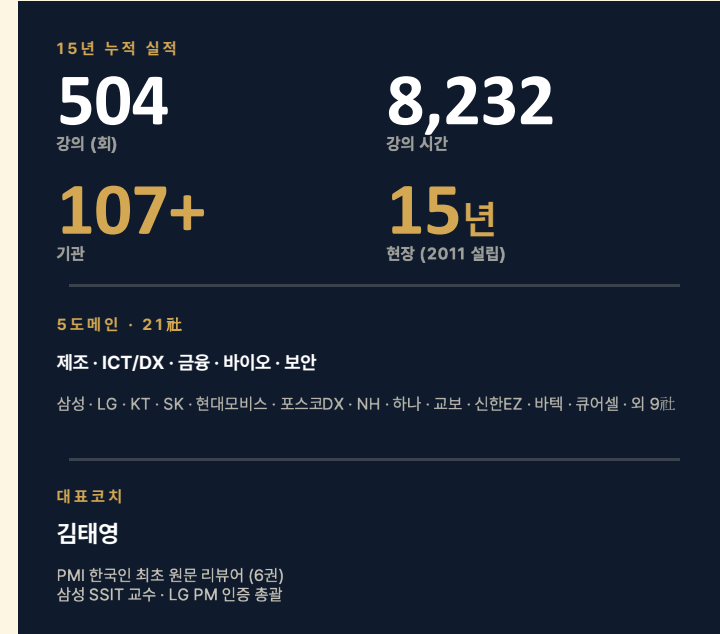 15년 누적 실적
504
강의 (회)
8,232
강의 시간
107+
기관
15년
현장 (2011 설립)
5도메인 · 21社
제조 · ICT/DX · 금융 · 바이오 · 보안
삼성 · LG · KT · SK · 현대모비스 · 포스코DX · NH · 하나 · 교보 · 신한EZ · 바텍 · 큐어셀 · 외 9社
대표코치
김태영
PMI 한국인 최초 원문 리뷰어 (6권)
삼성 SSIT 교수 · LG PM 인증 총괄